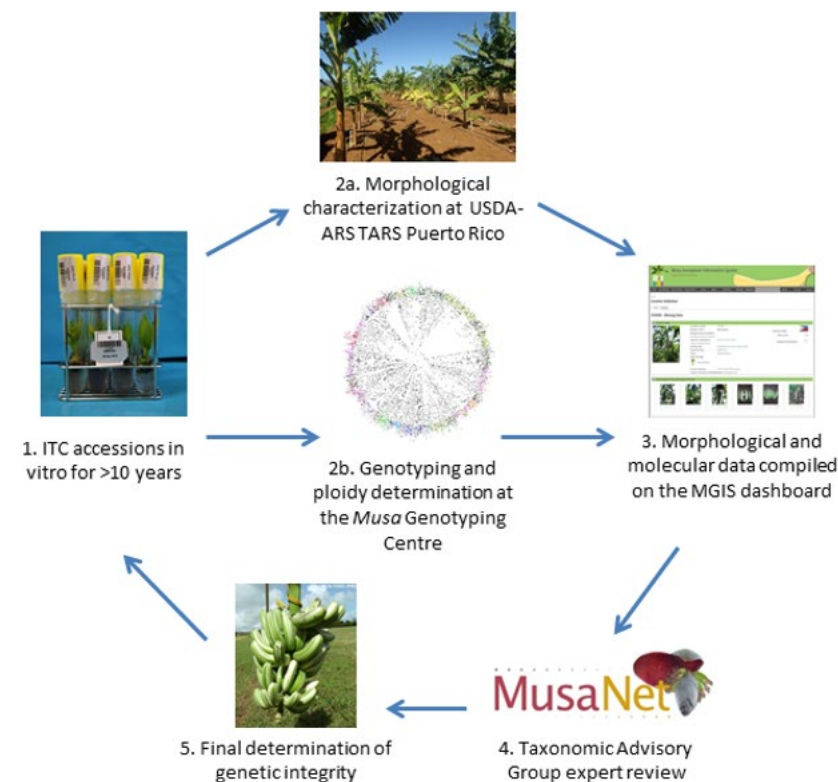 2a. Morphological
characterization at USDA-
ARS TARS Puerto Rico
1. ITC accessions in
vitro for >10 years
2b. Genotyping and
ploidy determination at
the Musa Genotyping
Centre
3. Morphological and
molecular data compiled
on the MGIS dashboard
MusaNet
4. Taxonomic Advisory
Group expert review
5. Final determination of
genetic integrity